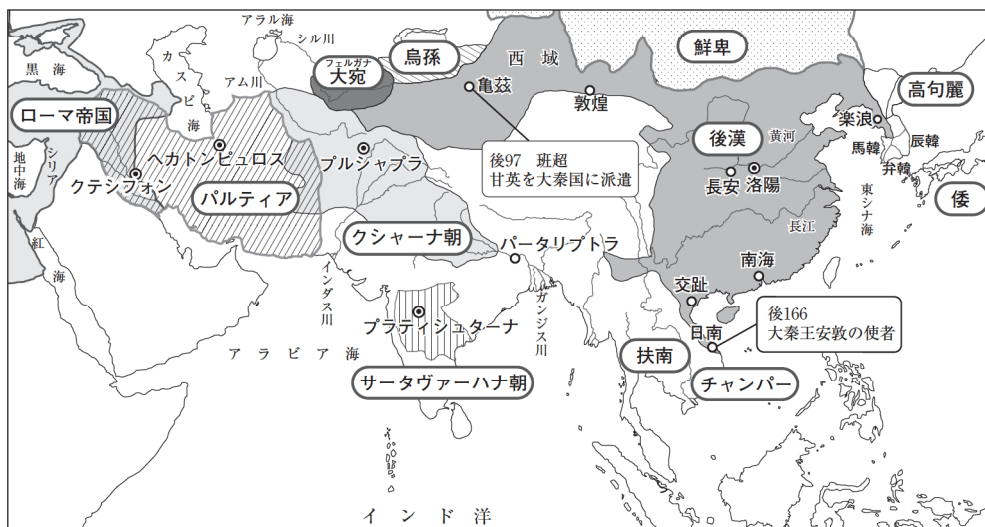 アラル海
シル川
黒海
カスピ海
アム川
フェルガナ
大宛
烏孫
西域
鮮卑
亀茲
敦煌
高句麗
楽浪
ローマ帝国
後漢
黄河
馬韓
辰韓
弁韓
地中海
シリア
ヘカトンピュロス
プルシャプラ
クテシフォン
後97 班超
甘英を大秦国に派遣
長安
洛陽
倭
パルティア
東シナ海
紅海
クシャーナ朝
パータリプトラ
長江
南海
インダス川
ガンジス川
交趾
プラティシュターナ
日南
後166
大秦王安敦の使者
アラビア海
扶南
サータヴァーハナ朝
チャンパー
インド洋